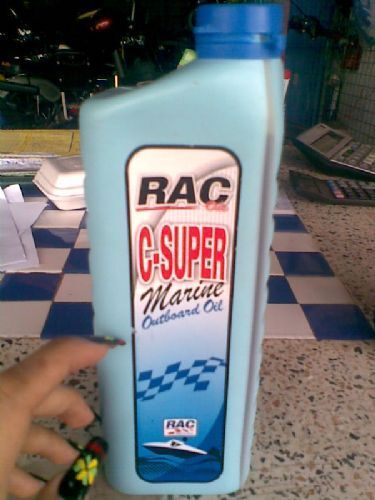 RAC
C-SUPER
Marine
Outboard Oil
RAC